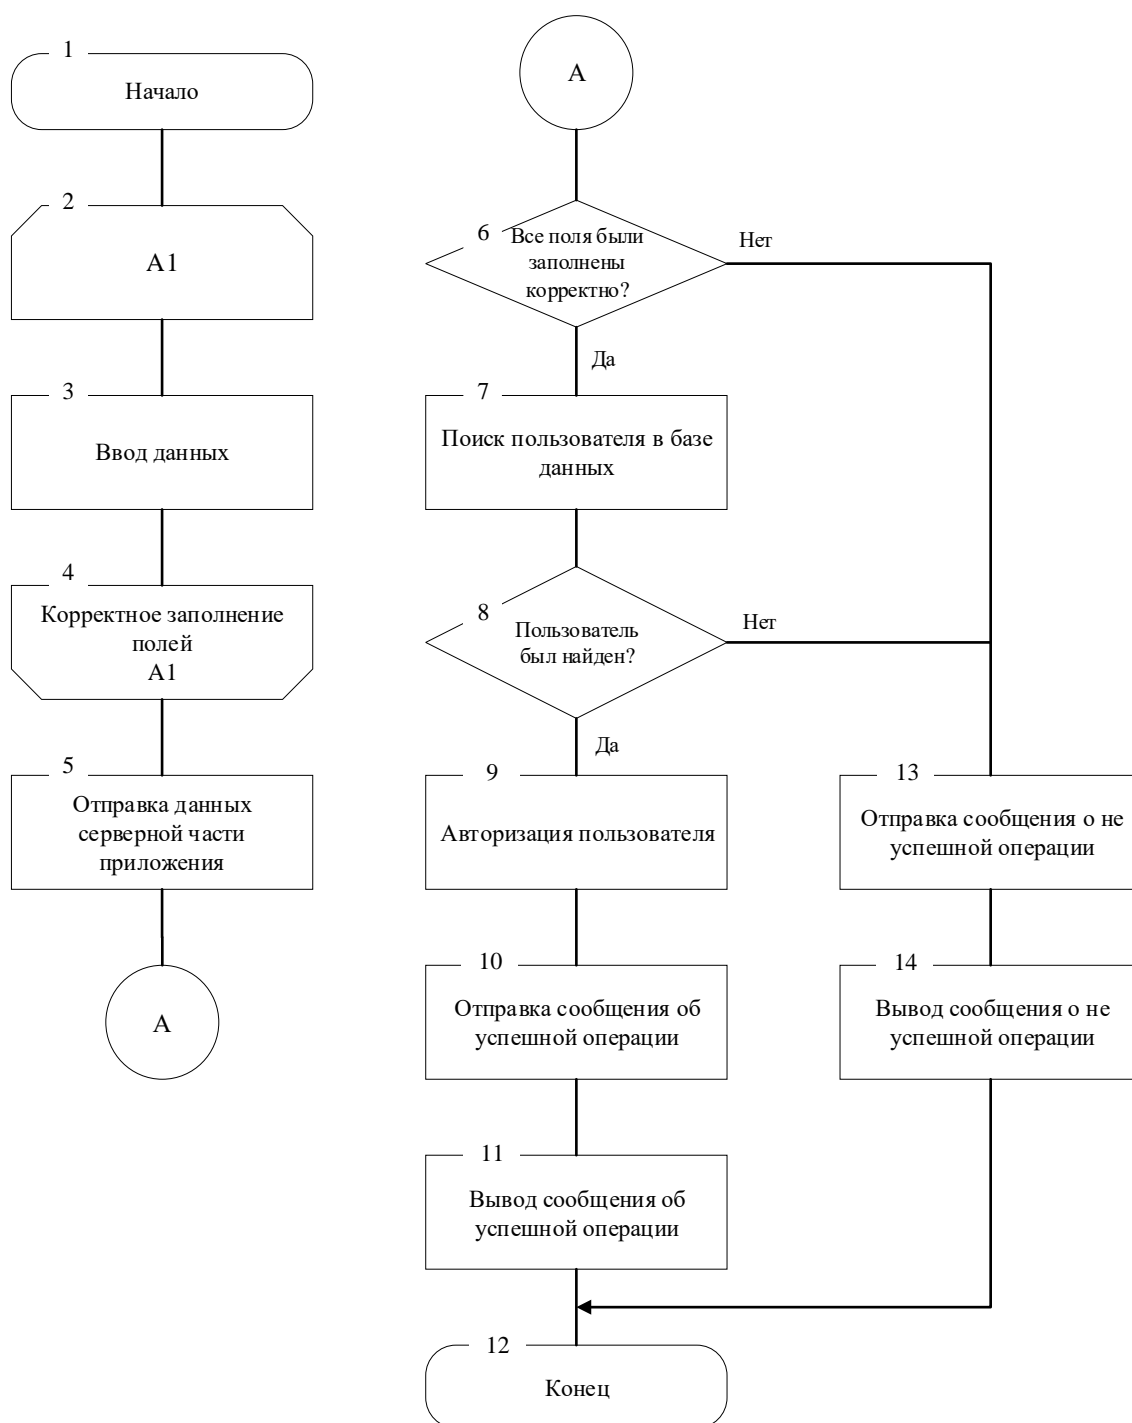 1
Начало
2
А1
3
Ввод данных
4
Корректное заполнение
полей
А1
5
Отправка данных
серверной части
приложения
А
А
6
Все поля были
заполнены
корректно?
Нет
Да
7
Поиск пользователя в базе
данных
8
Пользователь
был найден?
Нет
Да
9
Авторизация пользователя
10
Отправка сообщения об
успешной операции
11
Вывод сообщения об
успешной операции
12
Конец
13
Отправка сообщения о не
успешной операции
14
Вывод сообщения о не
успешной операции